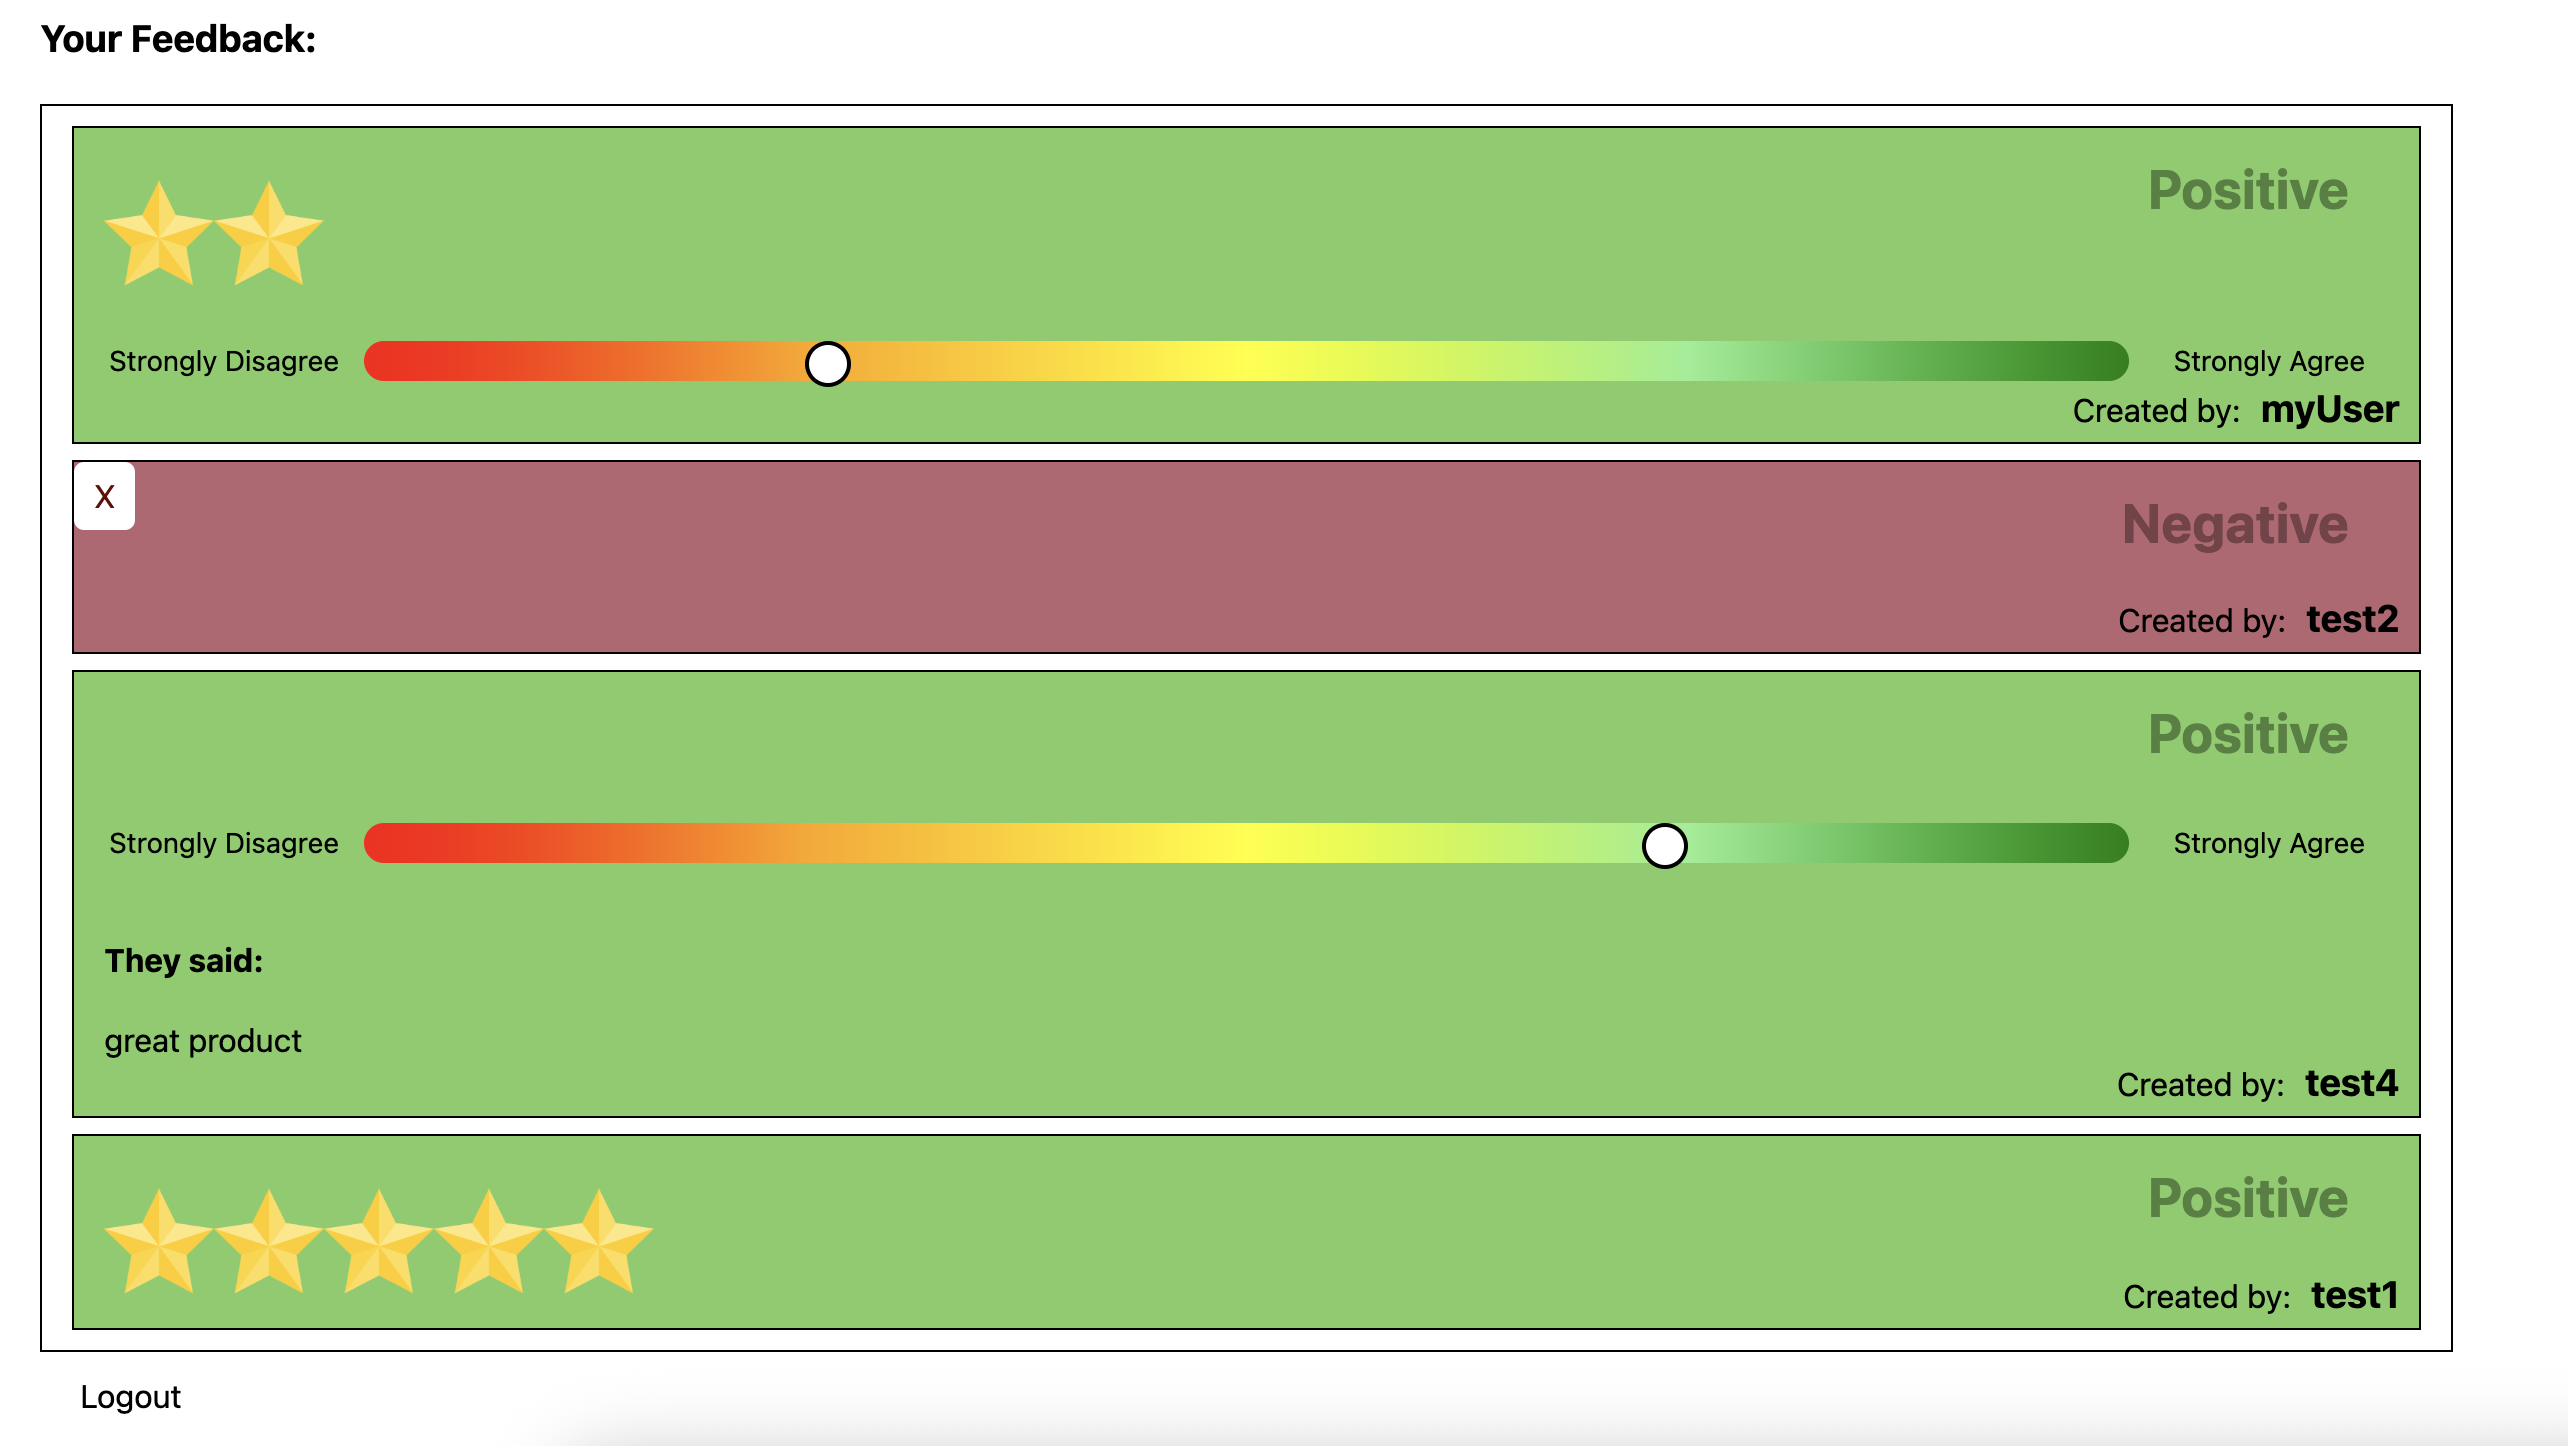 Your Feedback:
Positive
Strongly Disagree Strongly Agree
Created by: myUser
X
Negative
Created by: test2
Positive
Strongly Disagree Strongly Agree
They said:
great product
Created by: test4
Positive
Created by: test1
Logout